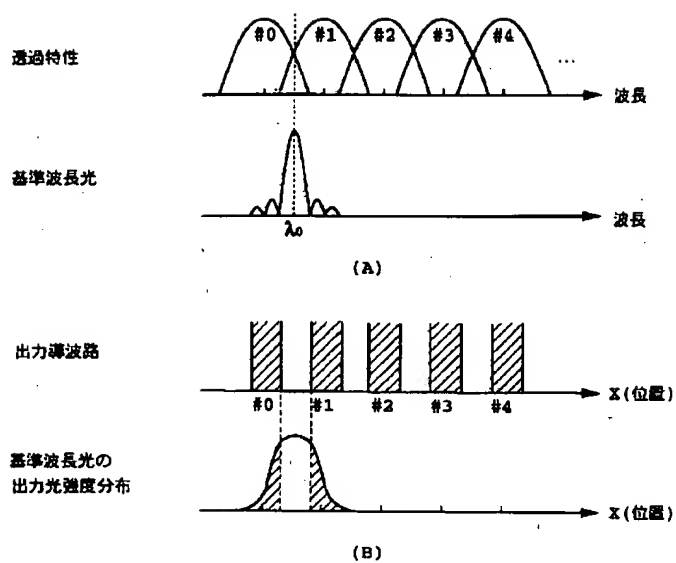 #0 #1 #2 #3 #4 ...
透過特性
波長
基準波長光
波長
λ0
(A)
出力導波路
X(位置)
#0 #1 #2 #3 #4
基準波長光の
出力光強度分布
X(位置)
(B)